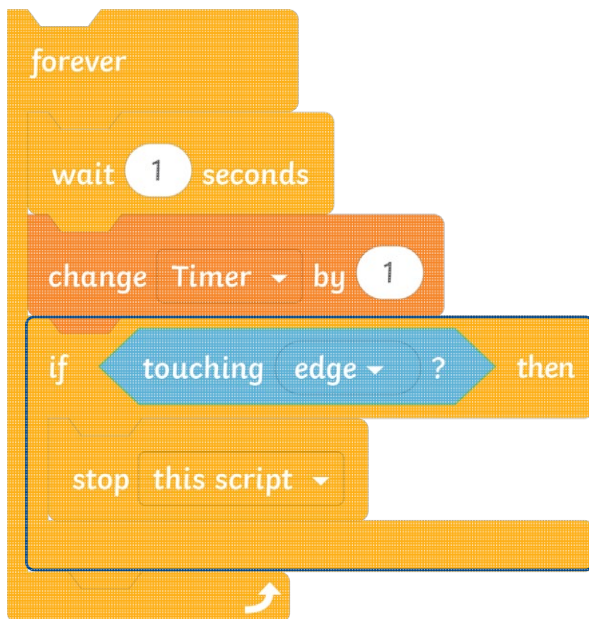 forever
wait 1 seconds
change Timer by 1
if touching edge ? then
stop this script